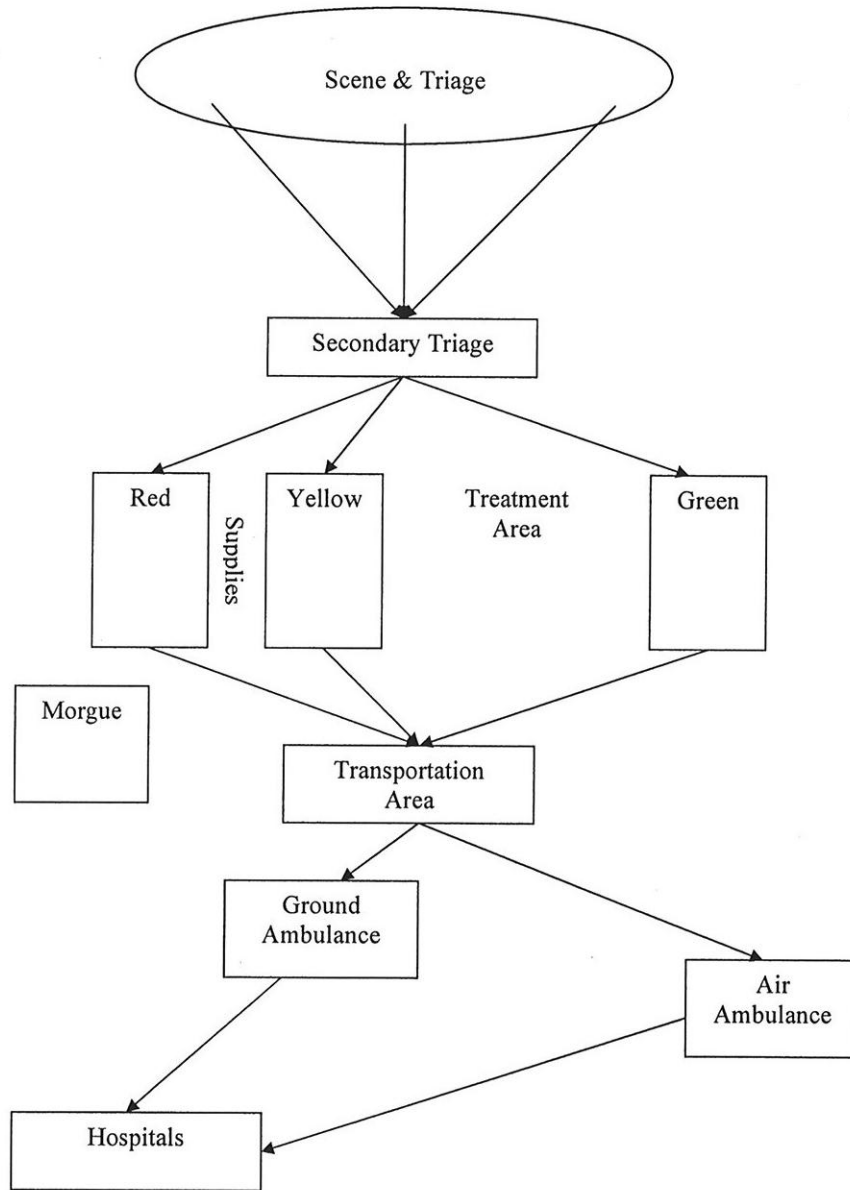 Scene & Triage
Secondary Triage
Red
Supplies
Yellow
Treatment
Area
Green
Morgue
Transportation
Area
Ground
Ambulance
Air
Ambulance
Hospitals